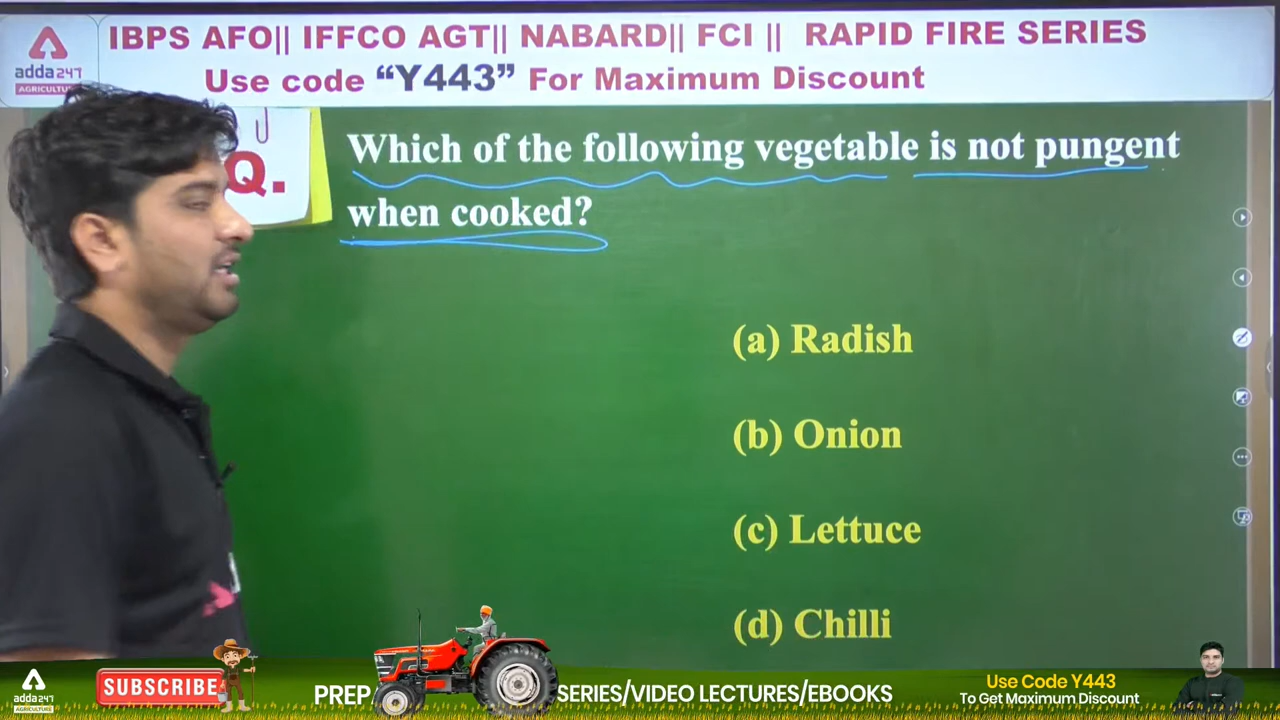 IBPS AFO|| IFFCO AGT|| NABARD|| FCI || RAPID FIRE SERIES
Use code “Y443” For Maximum Discount
adda247
AGRICULTURE
Q.
Which of the following vegetable is not pungent
when cooked?
(a) Radish
(b) Onion
(c) Lettuce
(d) Chilli
adda247
AGRICULTURE
SUBSCRIBE
PREP SERIES/VIDEO LECTURES/EBOOKS
Use Code Y443
To Get Maximum Discount